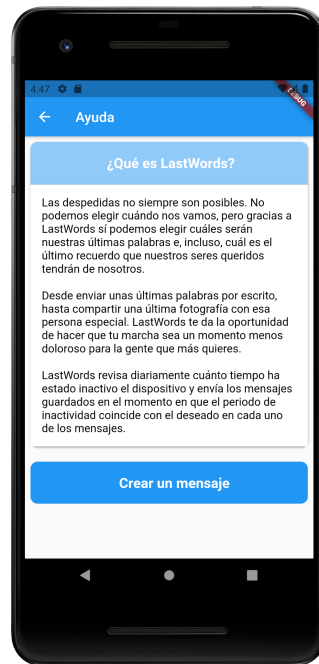 4:47
DEBUG
Ayuda
¿Qué es LastWords?
Las despedidas no siempre son posibles. No
podemos elegir cuándo nos vamos, pero gracias a
LastWords sí podemos elegir cuáles serán
nuestras últimas palabras e, incluso, cuál es el
último recuerdo que nuestros seres queridos
tendrán de nosotros.
Desde enviar unas últimas palabras por escrito,
hasta compartir una última fotografía con esa
persona especial. LastWords te da la oportunidad
de hacer que tu marcha sea un momento menos
doloroso para la gente que más quieres.
LastWords revisa diariamente cuánto tiempo ha
estado inactivo el dispositivo y envía los mensajes
guardados en el momento en que el periodo de
inactividad coincide con el deseado en cada uno
de los mensajes.
Crear un mensaje